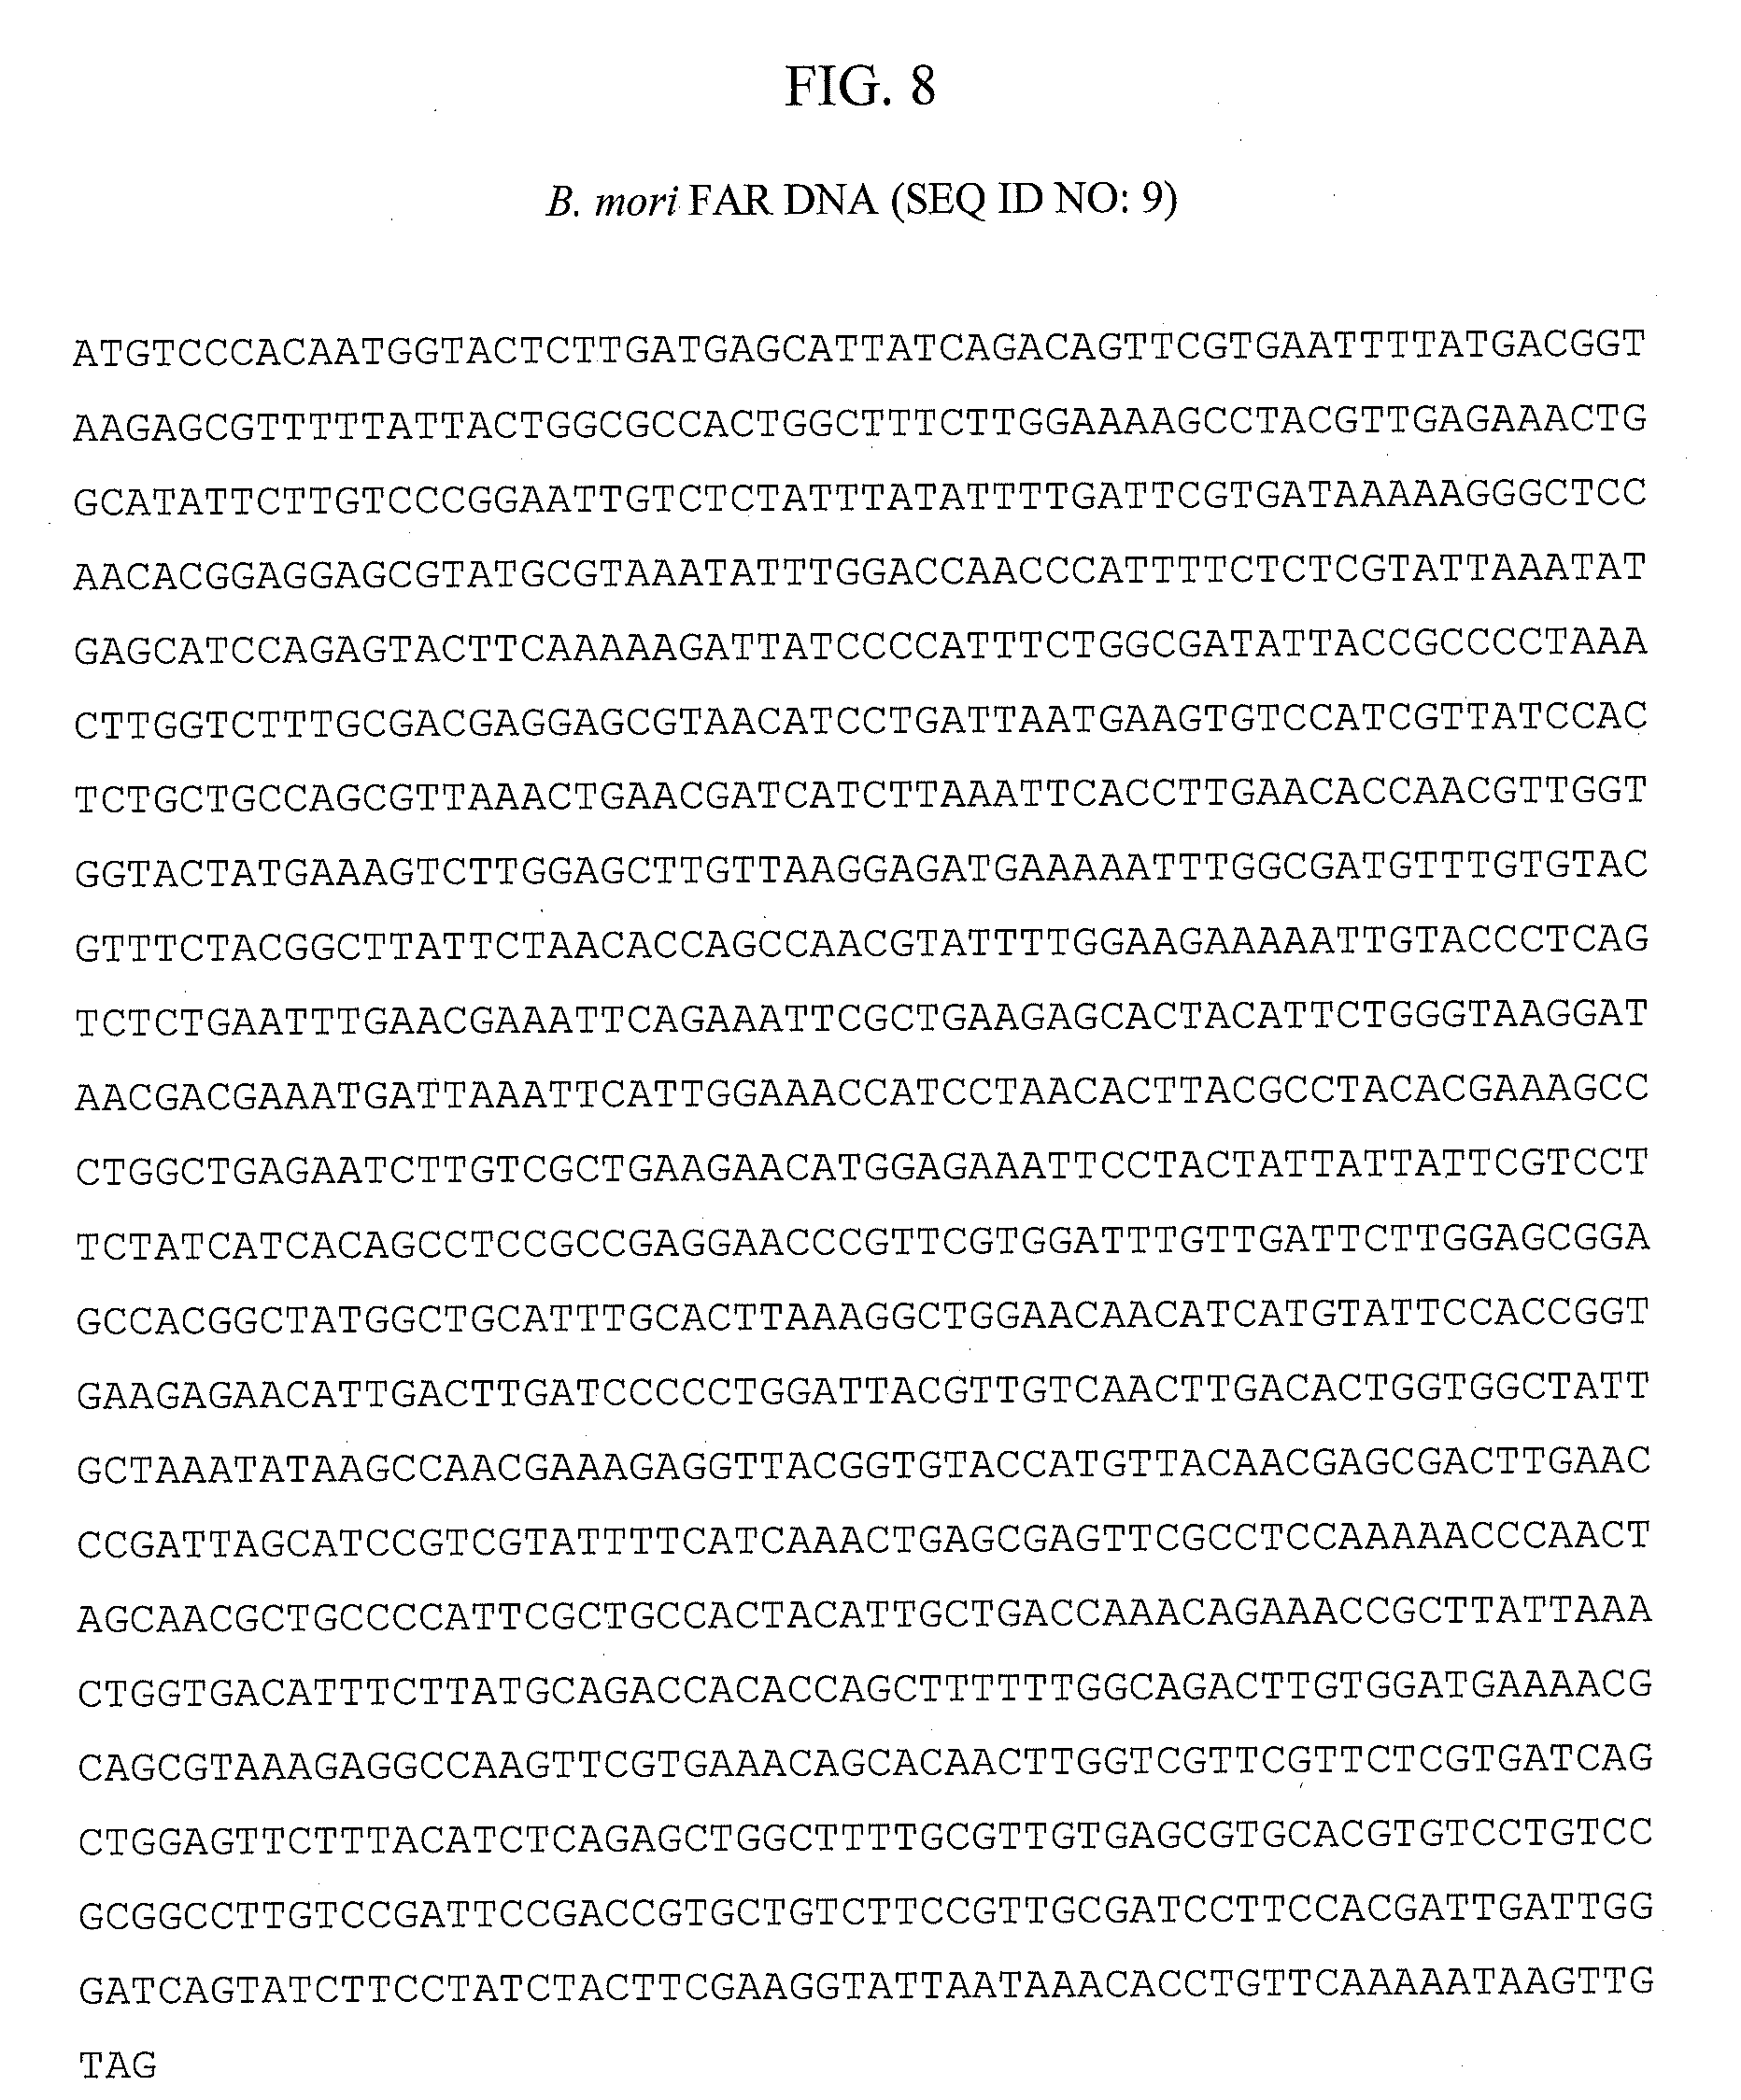 FIG. 8
B. mori FAR DNA (SEQ ID NO: 9)
ATGTCCCACAATGGTACTCTTGATGAGCATTATCAGACAGTTCGTGAATTTTATGACGGT
AAGAGCGTTTTTATTACTGGCGCCACTGGCTTTCTTGGAAAAGCCTACGTTGAGAAACTG
GCATATTCTTGTCCCGGAATTGTCTCTATTTATATTTTGATTCGTGATAAAAAGGGCTCC
AACACGGAGGAGCGTATGCGTAAATATTTGGACCAACCCATTTTCTCTCGTATTAAATAT
GAGCATCCAGAGTACTTCAAAAAGATTATCCCCATTTCTGGCGATATTACCGCCCCTAAA
CTTGGTCTTTGCGACGAGGAGCGTAACATCCTGATTAATGAAGTGTCCATCGTTATCCAC
TCTGCTGCCAGCGTTAAACTGAACGATCATCTTAAATTCACCTTGAACACCAACGTTGGT
GGTACTATGAAAGTCTTGGAGCTTGTTAAGGAGATGAAAAATTTGGCGATGTTTGTGTAC
GTTTCTACGGCTTATTCTAACACCAGCCAACGTATTTTGGAAGAAAAATTGTACCCTCAG
TCTCTGAATTTGAACGAAATTCAGAAATTCGCTGAAGAGCACTACATTCTGGGTAAGGAT
AACGACGAAATGATTAAATTCATTGGAAACCATCCTAACACTTACGCCTACACGAAAGCC
CTGGCTGAGAATCTTGTCGCTGAAGAACATGGAGAAATTCCTACTATTATTATTCGTCCT
TCTATCATCACAGCCTCCGCCGAGGAACCCGTTCGTGGATTTGTTGATTCTTGGAGCGGA
GCCACGGCTATGGCTGCATTTGCACTTAAAGGCTGGAACAACATCATGTATTCCACCGGT
GAAGAGAACATTGACTTGATCCCCCTGGATTACGTTGTCAACTTGACACTGGTGGCTATT
GCTAAATATAAGCCAACGAAAGAGGTTACGGTGTACCATGTTACAACGAGCGACTTGAAC
CCGATTAGCATCCGTCGTATTTTCATCAAACTGAGCGAGTTCGCCTCCAAAAACCCAACT
AGCAACGCTGCCCCATTCGCTGCCACTACATTGCTGACCAAACAGAAACCGCTTATTAAA
CTGGTGACATTTCTTATGCAGACCACACCAGCTTTTTTGGCAGACTTGTGGATGAAAACG
CAGCGTAAAGAGGCCAAGTTCGTGAAACAGCACAACTTGGTCGTTCGTTCTCGTGATCAG
CTGGAGTTCTTTACATCTCAGAGCTGGCTTTTGCGTTGTGAGCGTGCACGTGTCCTGTCC
GCGGCCTTGTCCGATTCCGACCGTGCTGTCTTCCGTTGCGATCCTTCCACGATTGATTGG
GATCAGTATCTTCCTATCTACTTCGAAGGTATTAATAAACACCTGTTCAAAAATAAGTTG
TAG